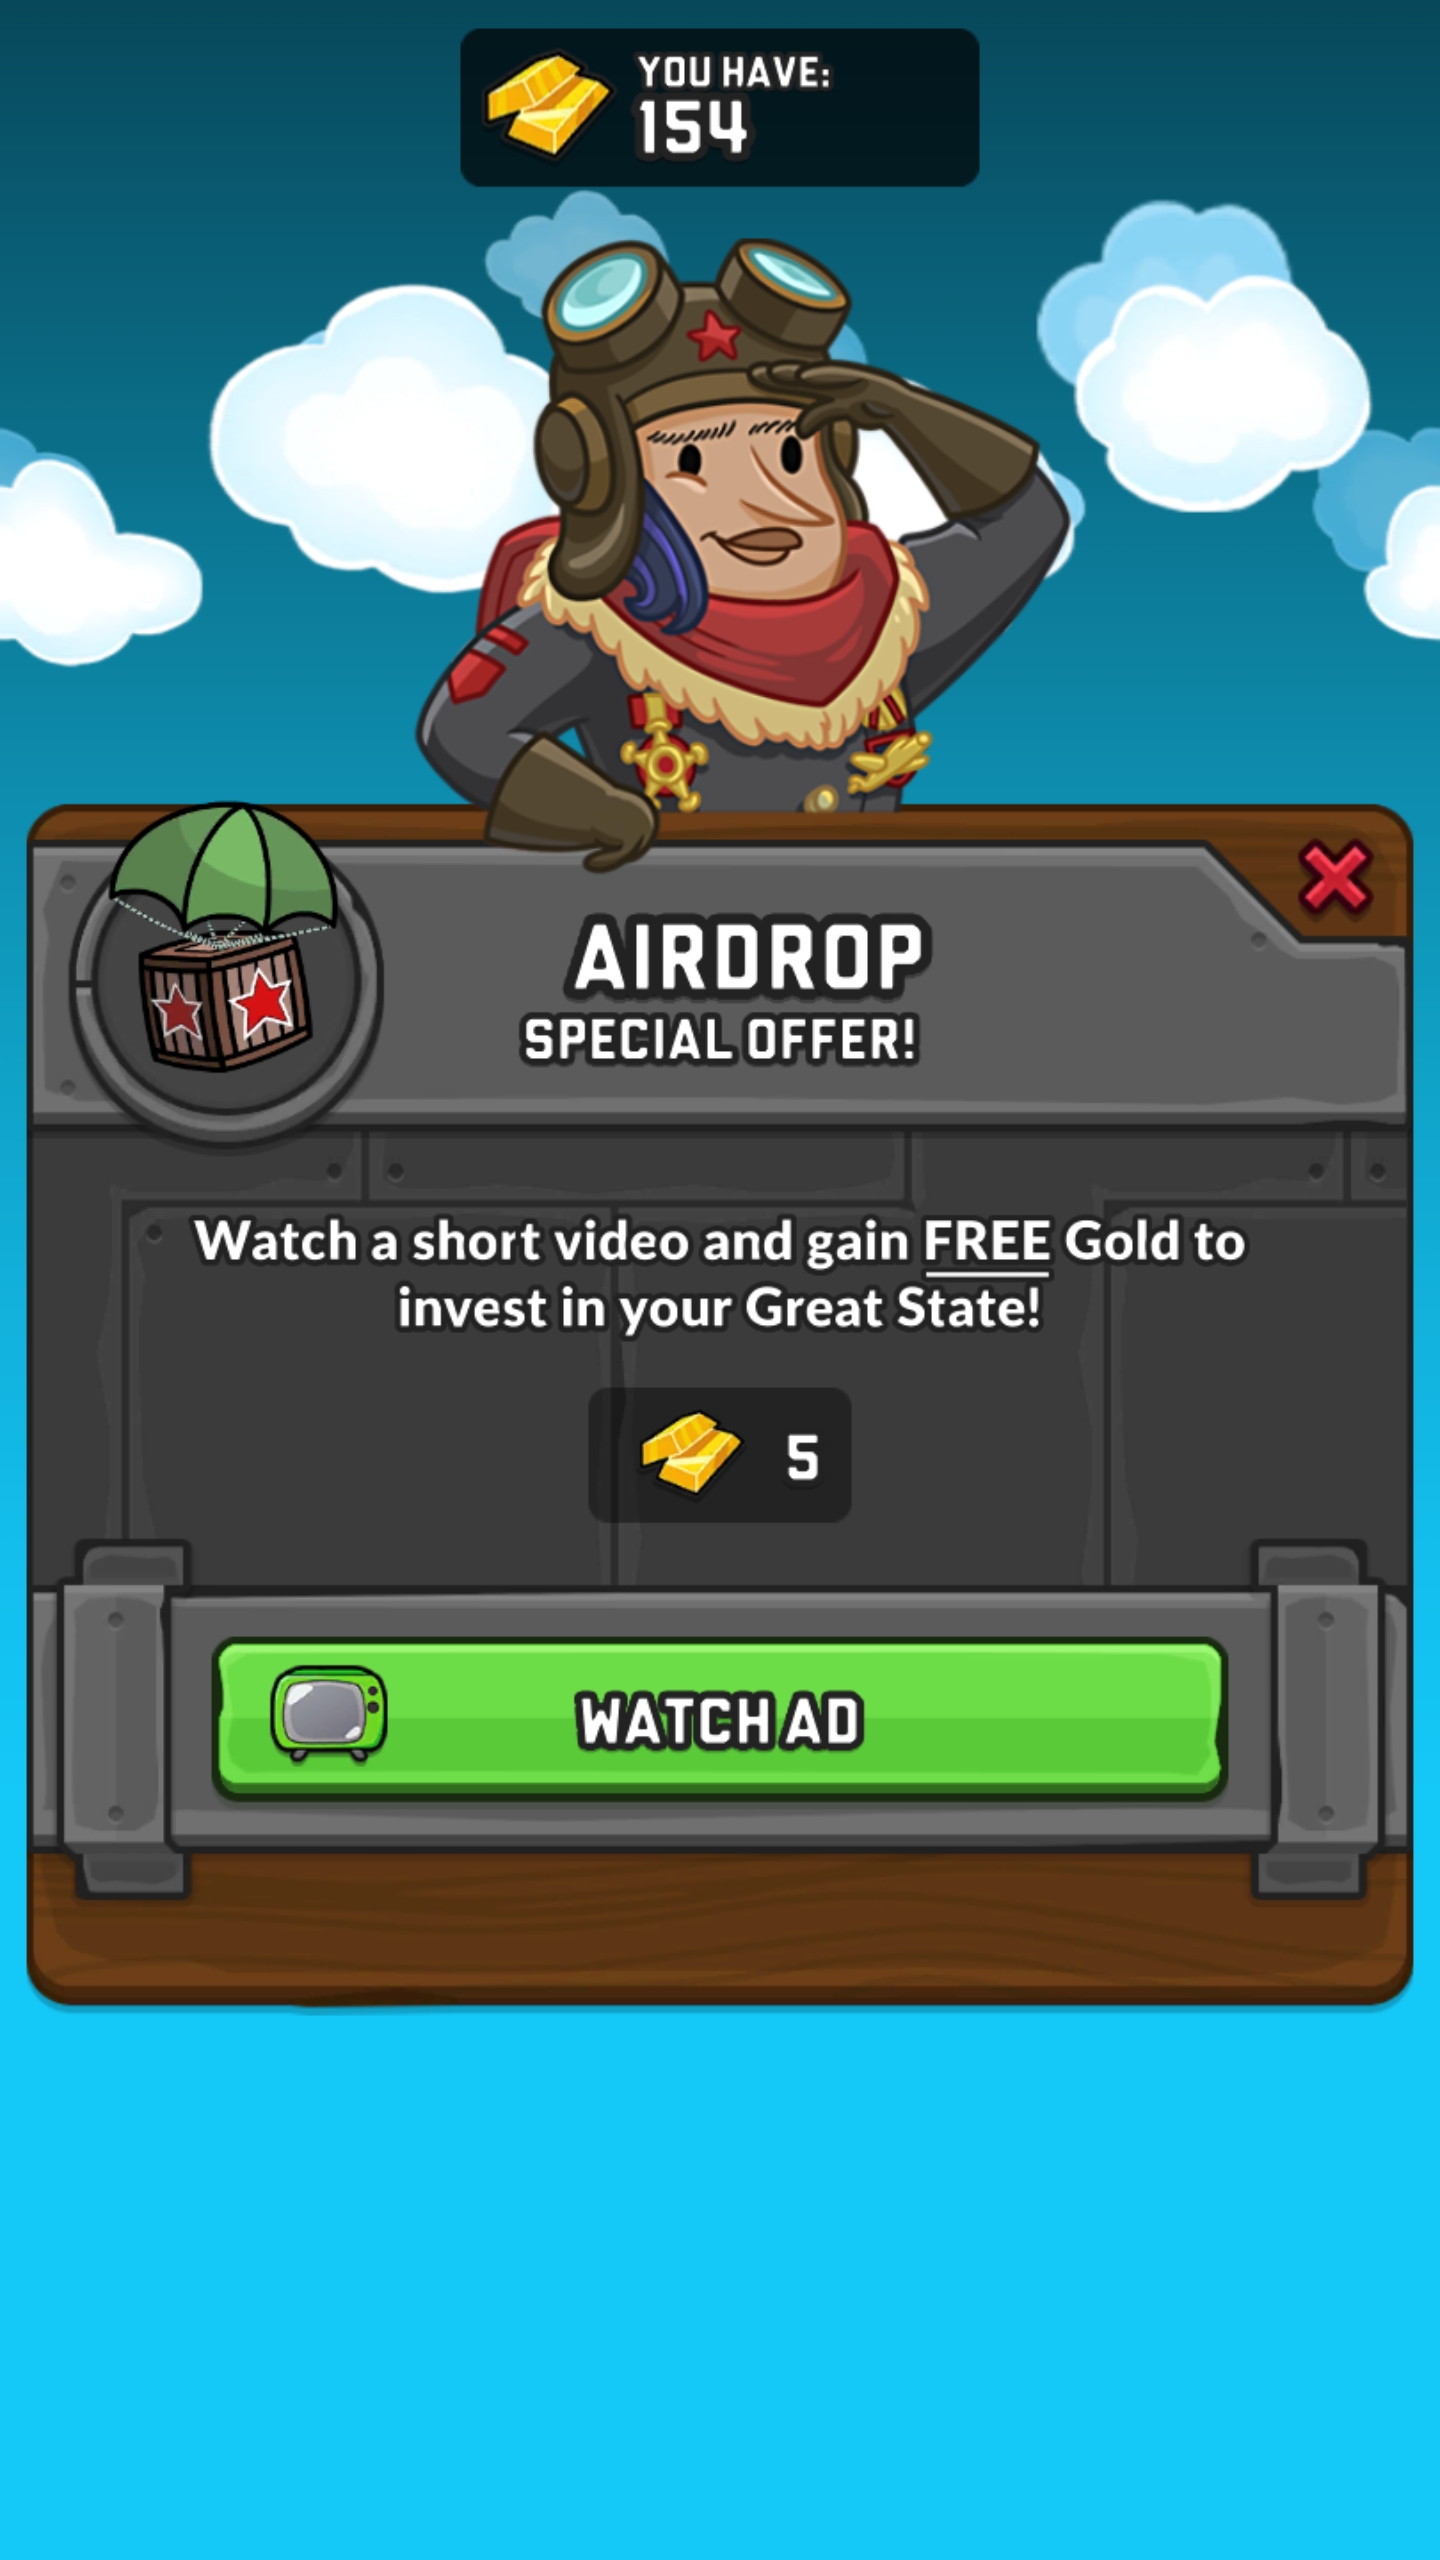 YOU HAVE:
154
AIRDROP
SPECIAL OFFER!
Watch a short video and gain FREE Gold to
invest in your Great State!
5
WATCH AD